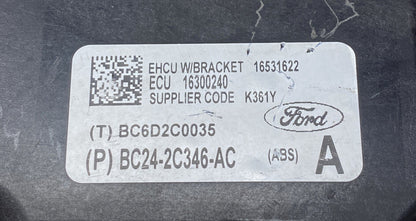 EHCU W/BRACKET 16531622
ECU 16300240
SUPPLIER CODE K361Y
Ford
(T) BC6D2C0035
(P) BC24-2C346-AC (ABS) A